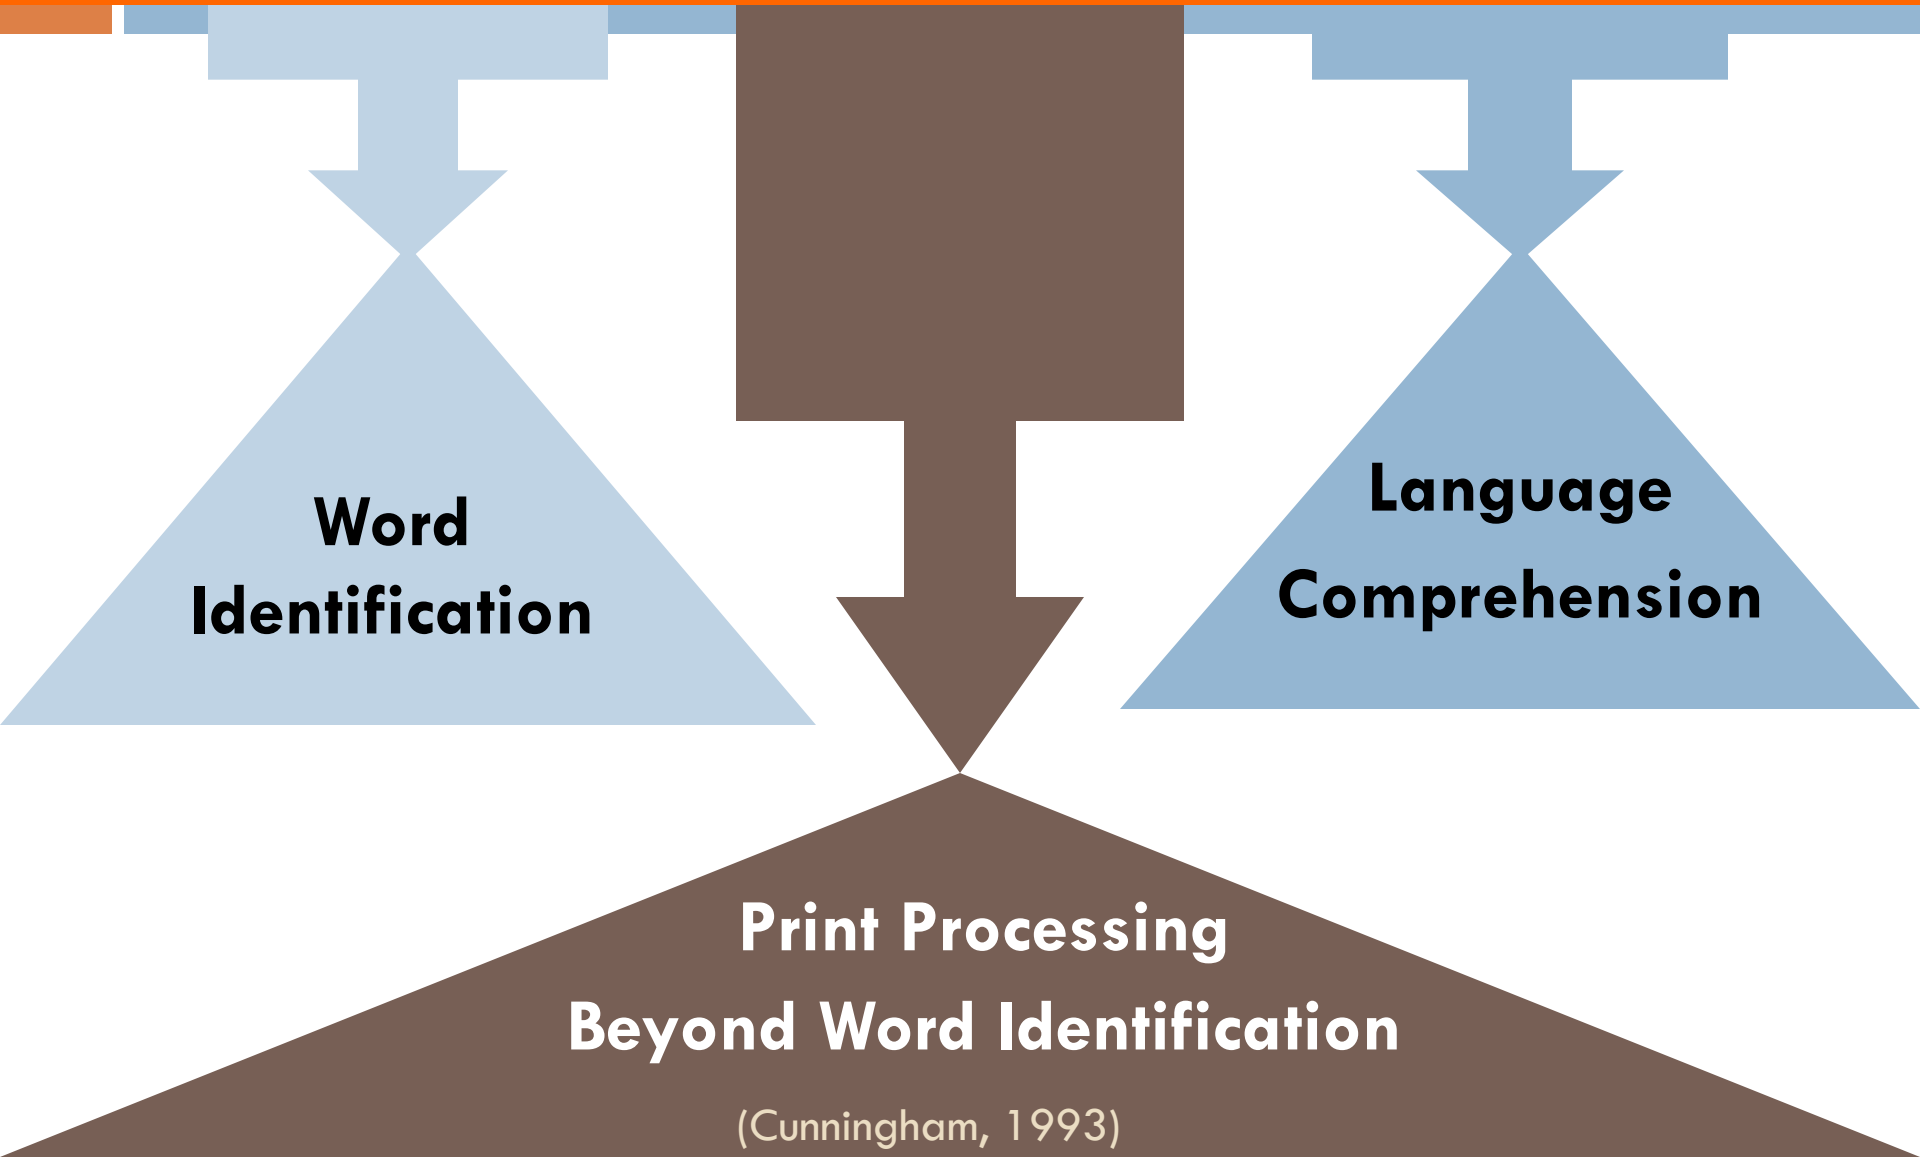 Word
Identification
Language
Comprehension
Print Processing
Beyond Word Identification
(Cunningham, 1993)